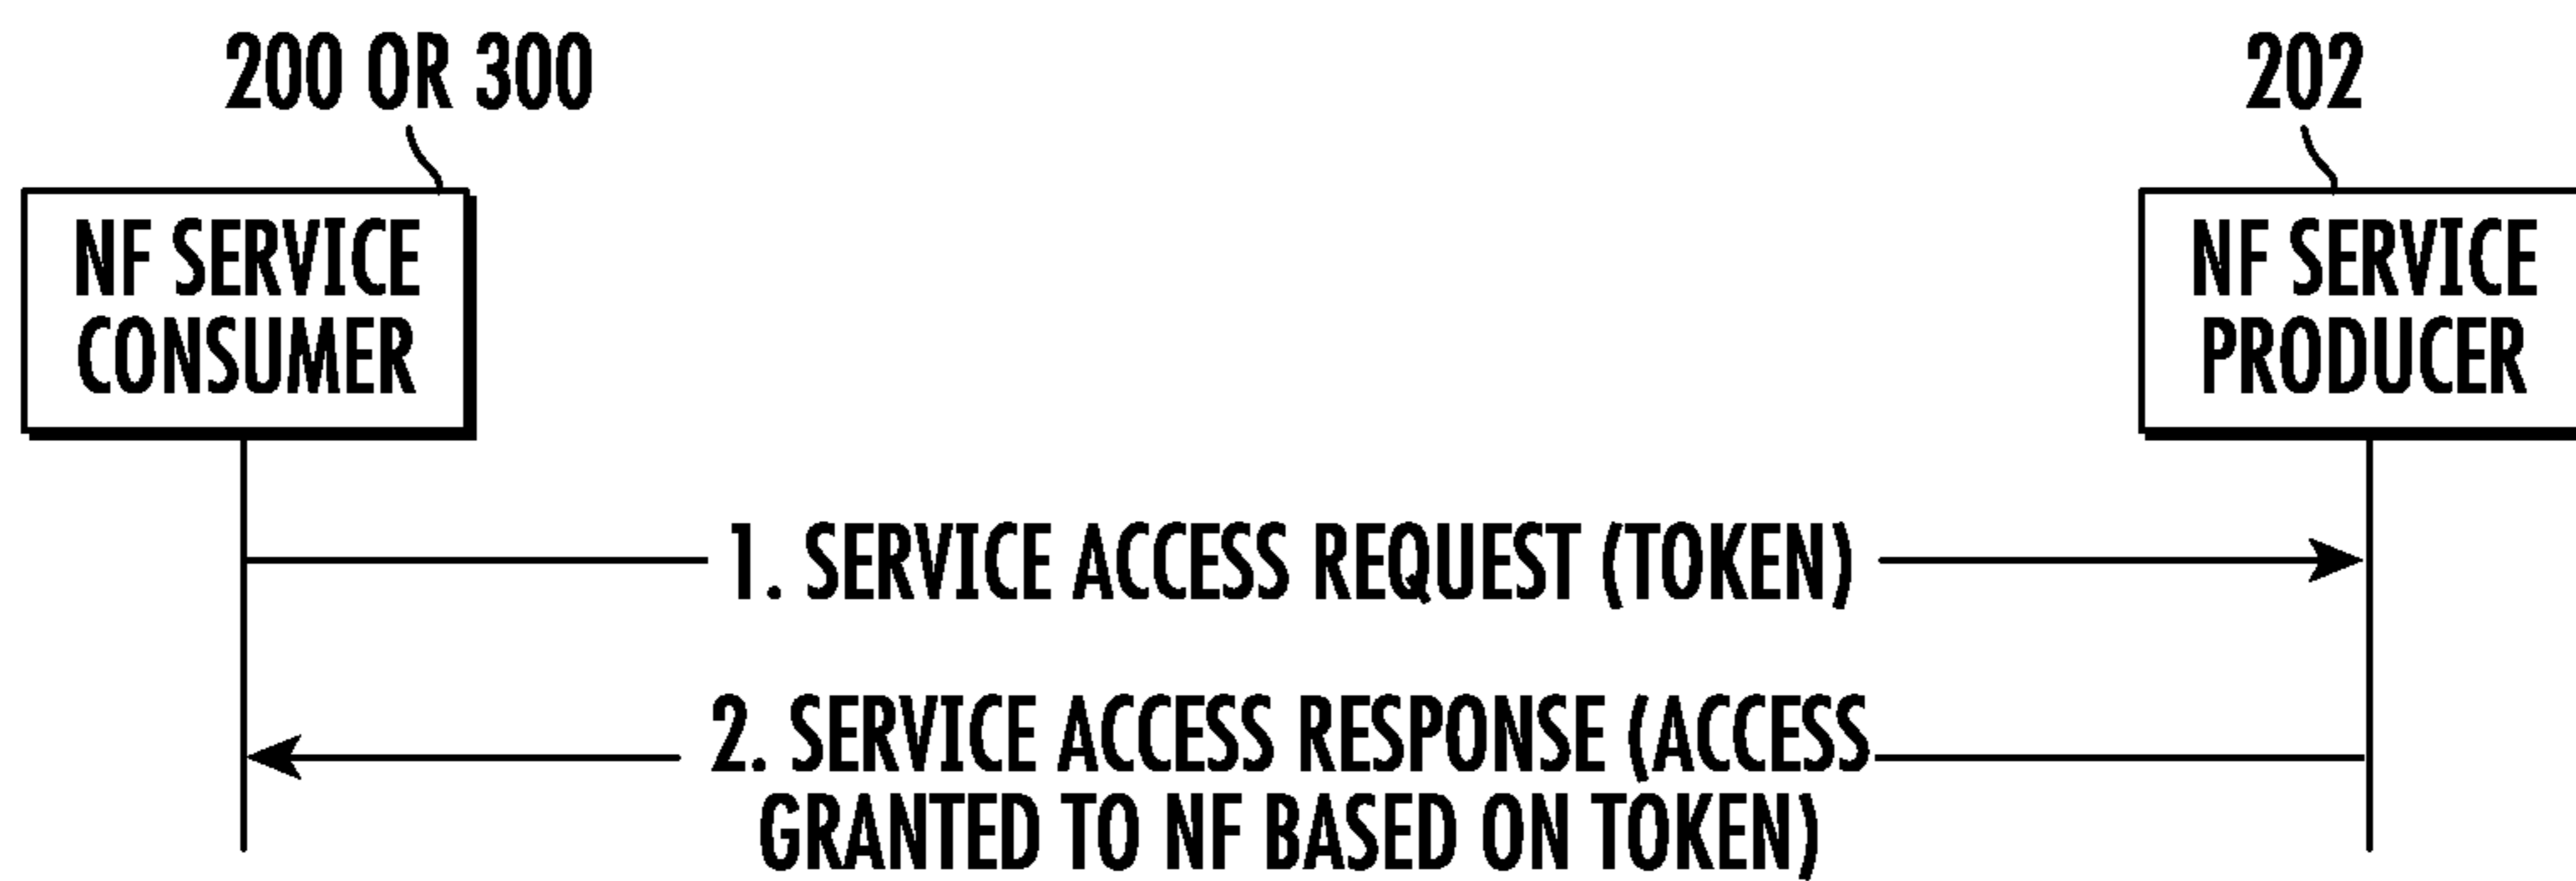 200 OR 300
202
NF SERVICE
CONSUMER
NF SERVICE
PRODUCER
1. SERVICE ACCESS REQUEST (TOKEN)
2. SERVICE ACCESS RESPONSE (ACCESS
GRANTED TO NF BASED ON TOKEN)